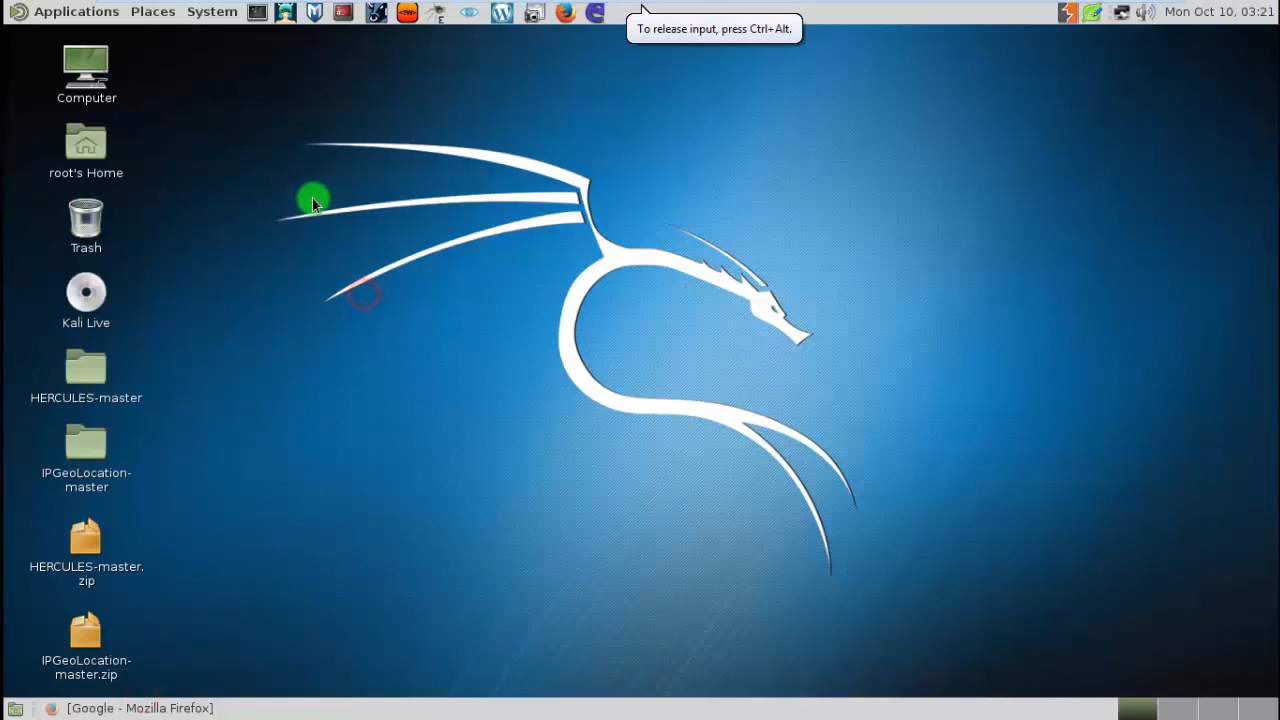 Applications Places System
Mon Oct 10, 03:21
To release input, press Ctrl+Alt.
Computer
root's Home
Trash
Kali Live
HERCULES-master
IPGeoLocation-
master
HERCULES-master.
zip
IPGeoLocation-
master.zip
[Google - Mozilla Firefox]